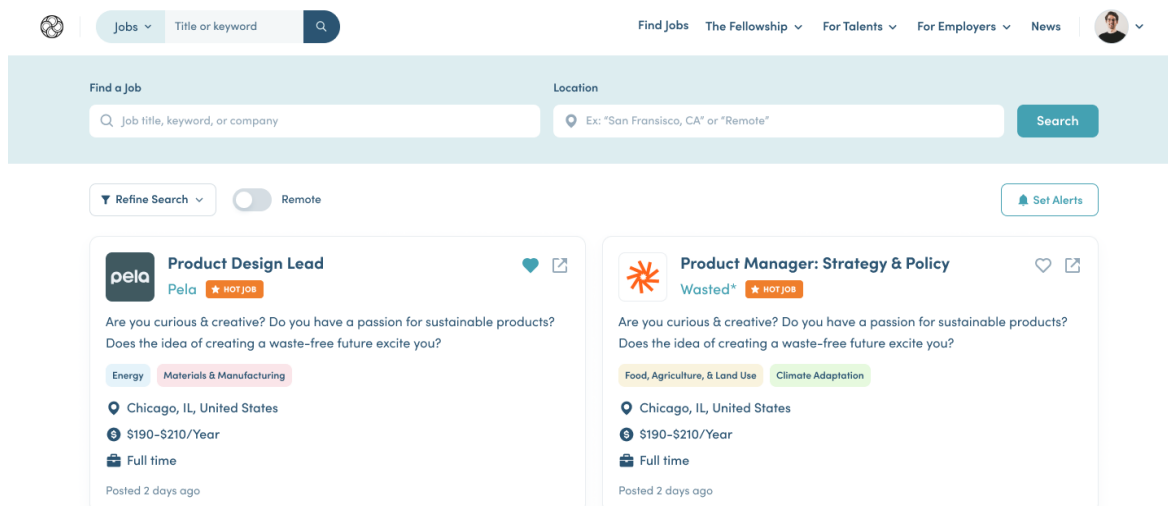 Jobs
Title or keyword
Find Jobs
The Fellowship
For Talents
For Employers
News
Find a Job
Job title, keyword, or company
Location
Ex: “San Fransisco, CA” or “Remote”
Search
Refine Search
Remote
Set Alerts
pela
Product Design Lead
Pela
HOT JOB
Are you curious & creative? Do you have a passion for sustainable products?
Does the idea of creating a waste-free future excite you?
Energy
Materials & Manufacturing
Chicago, IL, United States
$190-$210/Year
Full time
Posted 2 days ago
Product Manager: Strategy & Policy
Wasted*
HOT JOB
Are you curious & creative? Do you have a passion for sustainable products?
Does the idea of creating a waste-free future excite you?
Food, Agriculture, & Land Use
Climate Adaptation
Chicago, IL, United States
$190-$210/Year
Full time
Posted 2 days ago